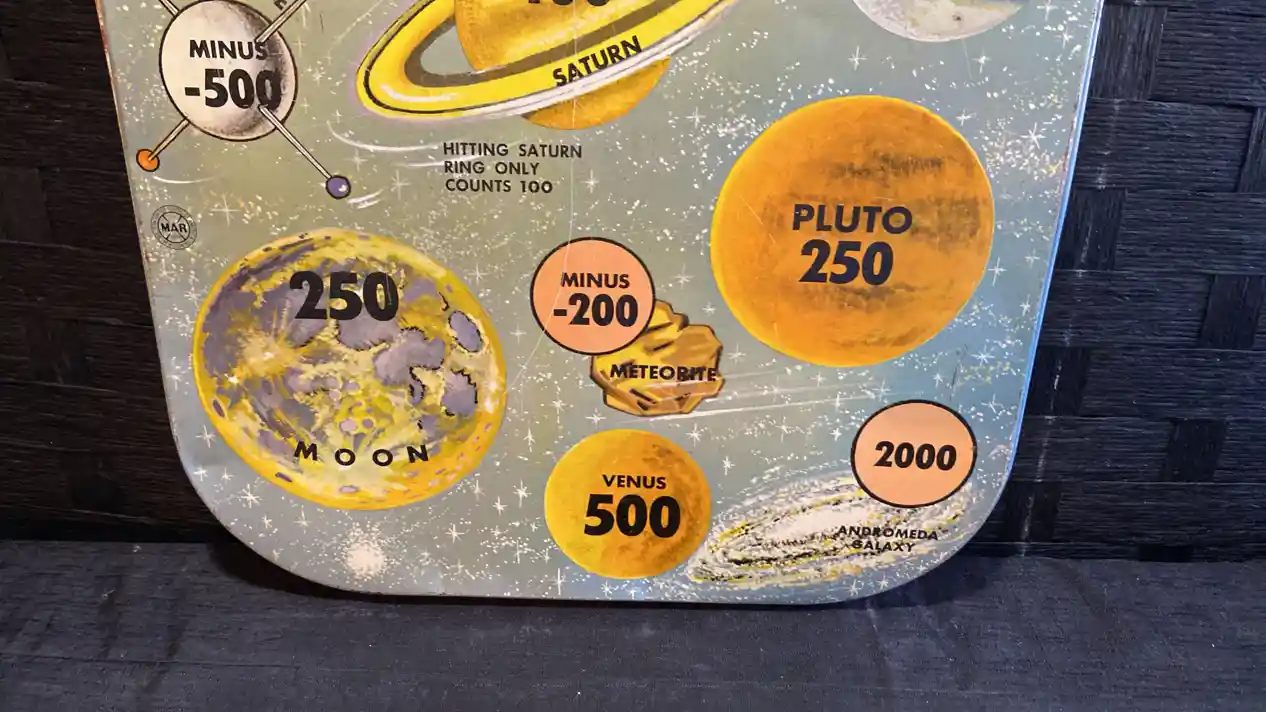 MINUS
-500
SATURN
HITTING SATURN
RING ONLY
COUNTS 100
MAR
PLUTO
250
250
MOON
MINUS
-200
METEORITE
VENUS
500
2000
ANDROMEDA
GALAXY